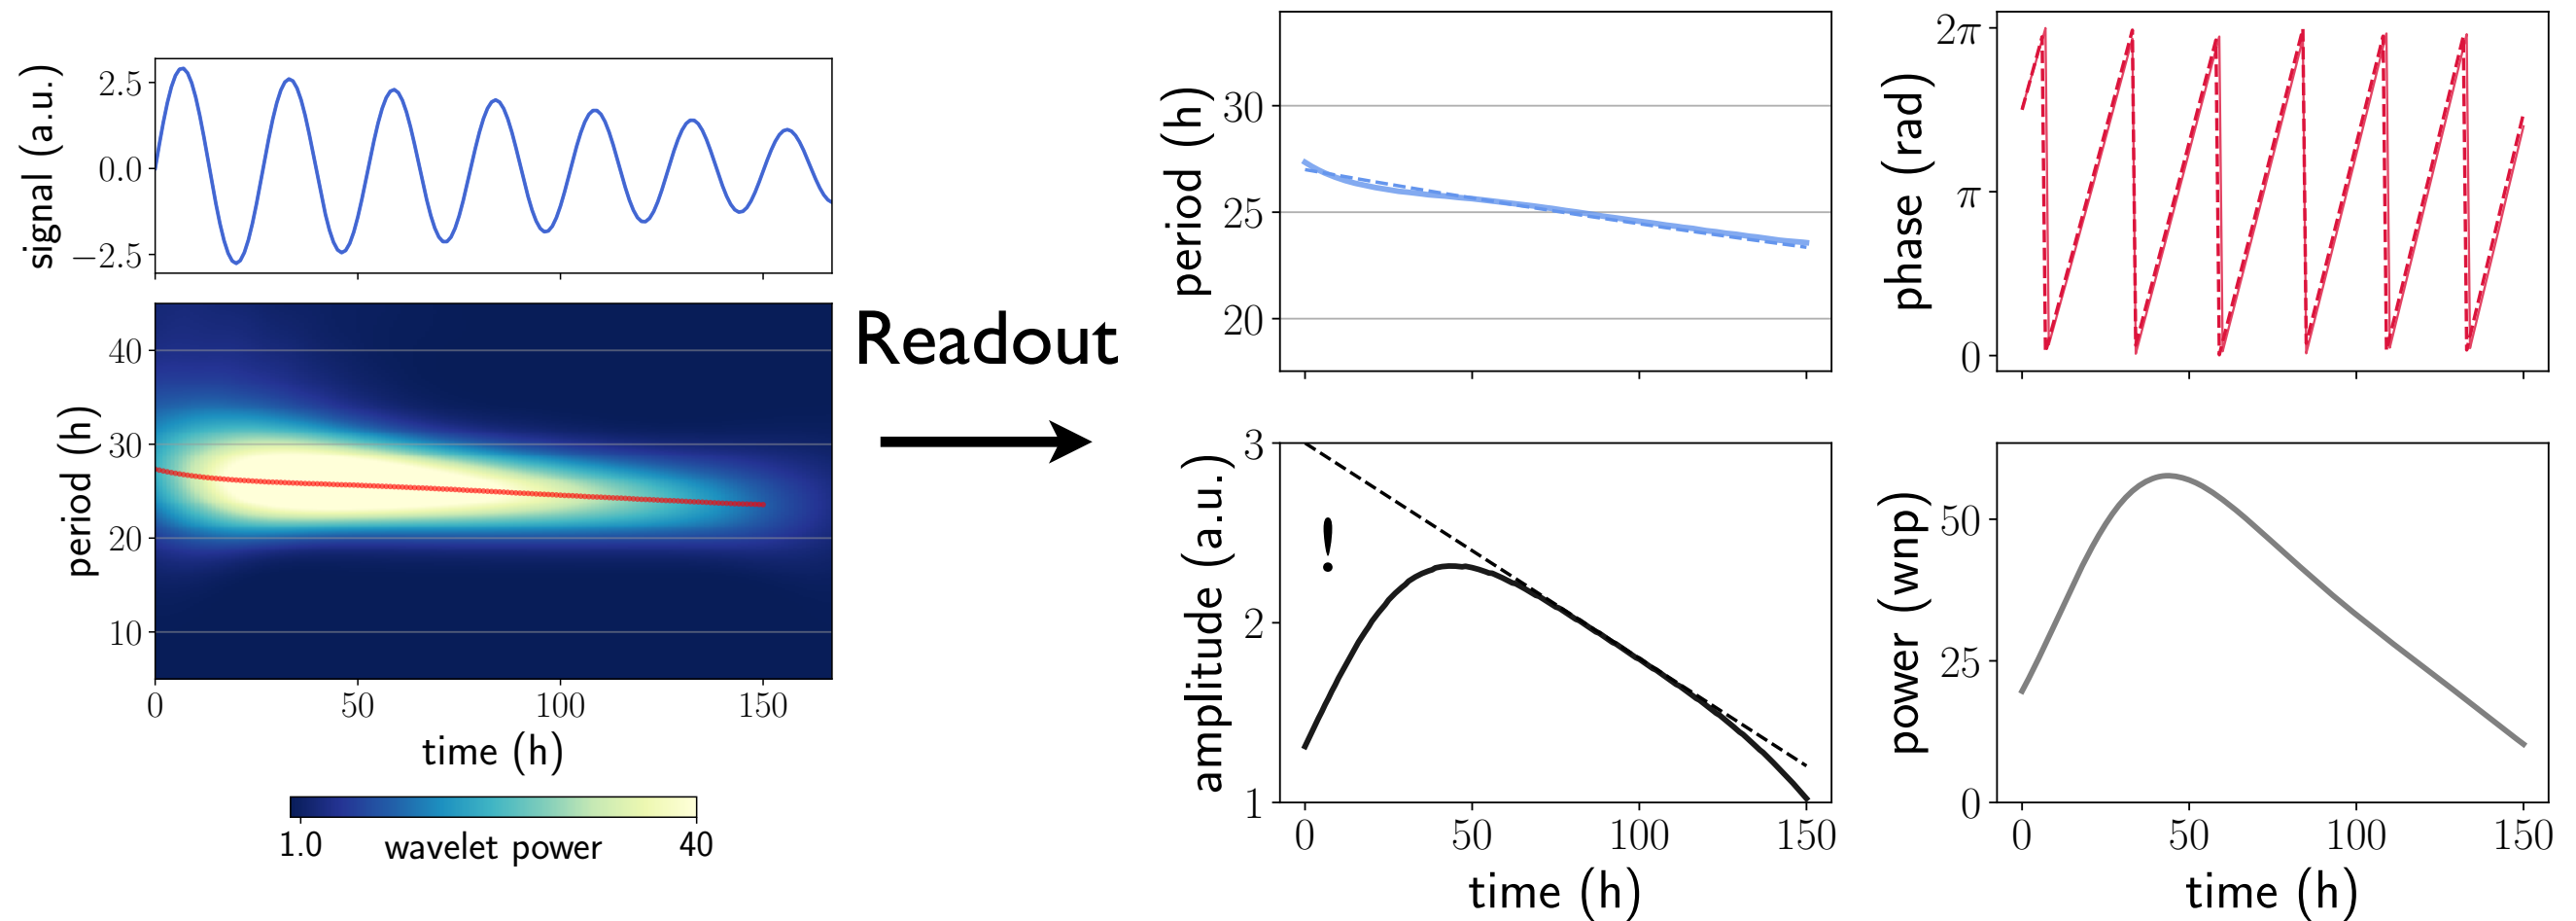 signal (a.u.)
2.5
0.0
−2.5
period (h)
40
30
20
10
0
50
100
150
time (h)
1.0
wavelet power
40
Readout
period (h)
30
25
20
phase (rad)
2π
π
0
amplitude (a.u.)
3
2
1
!
0
50
100
150
time (h)
power (wnp)
50
25
0
0
50
100
150
time (h)